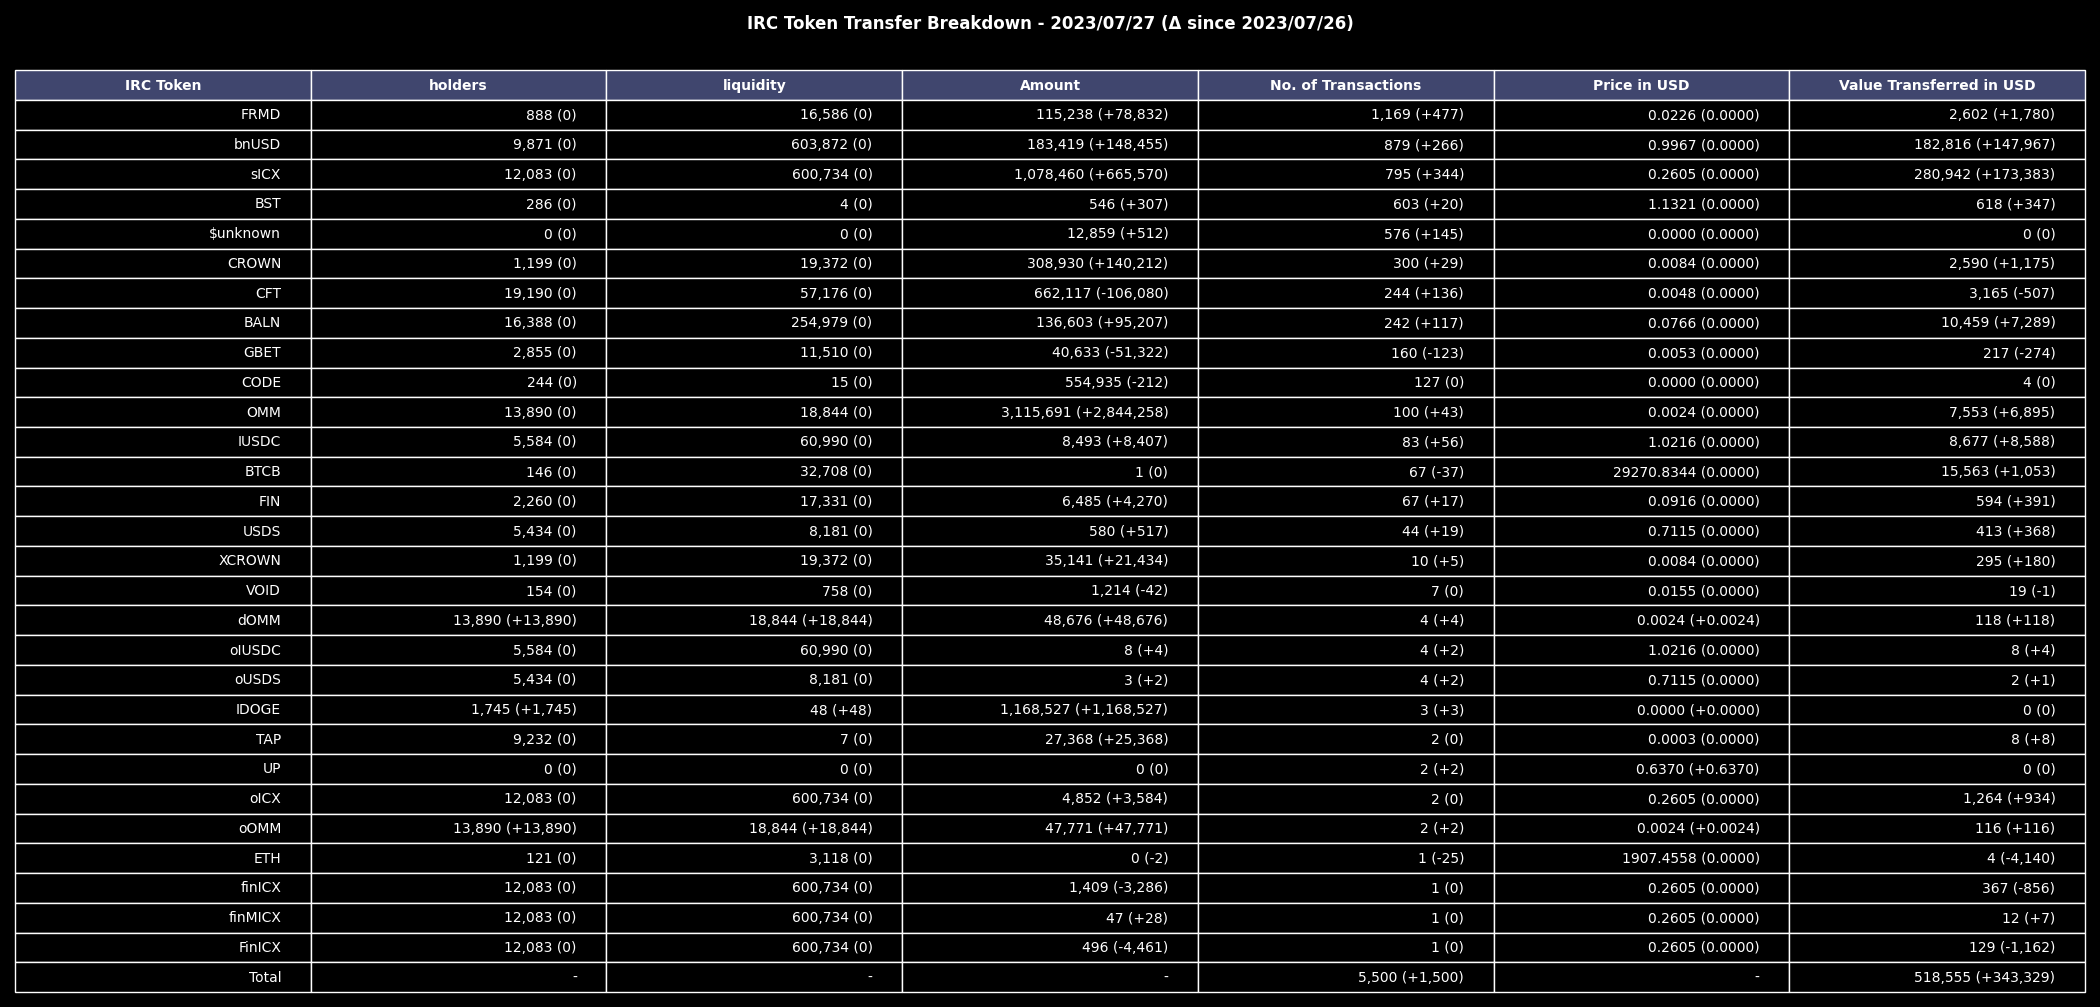 IRC Token Transfer Breakdown - 2023/07/27 (Δ since 2023/07/26)
IRC Token holders liquidity Amount No. of Transactions Price in USD Value Transferred in USD
FRMD 888 (0) 16,586 (0) 115,238 (+78,832) 1,169 (+477) 0.0226 (0.0000) 2,602 (+1,780)
bnUSD 9,871 (0) 603,872 (0) 183,419 (+148,455) 879 (+266) 0.9967 (0.0000) 182,816 (+147,967)
sICX 12,083 (0) 600,734 (0) 1,078,460 (+665,570) 795 (+344) 0.2605 (0.0000) 280,942 (+173,383)
BST 286 (0) 4 (0) 546 (+307) 603 (+20) 1.1321 (0.0000) 618 (+347)
$unknown 0 (0) 0 (0) 12,859 (+512) 576 (+145) 0.0000 (0.0000) 0 (0)
CROWN 1,199 (0) 19,372 (0) 308,930 (+140,212) 300 (+29) 0.0084 (0.0000) 2,590 (+1,175)
CFT 19,190 (0) 57,176 (0) 662,117 (-106,080) 244 (+136) 0.0048 (0.0000) 3,165 (-507)
BALN 16,388 (0) 254,979 (0) 136,603 (+95,207) 242 (+117) 0.0766 (0.0000) 10,459 (+7,289)
GBET 2,855 (0) 11,510 (0) 40,633 (-51,322) 160 (-123) 0.0053 (0.0000) 217 (-274)
CODE 244 (0) 15 (0) 554,935 (-212) 127 (0) 0.0000 (0.0000) 4 (0)
OMM 13,890 (0) 18,844 (0) 3,115,691 (+2,844,258) 100 (+43) 0.0024 (0.0000) 7,553 (+6,895)
IUSDC 5,584 (0) 60,990 (0) 8,493 (+8,407) 83 (+56) 1.0216 (0.0000) 8,677 (+8,588)
BTCB 146 (0) 32,708 (0) 1 (0) 67 (-37) 29270.8344 (0.0000) 15,563 (+1,053)
FIN 2,260 (0) 17,331 (0) 6,485 (+4,270) 67 (+17) 0.0916 (0.0000) 594 (+391)
USDS 5,434 (0) 8,181 (0) 580 (+517) 44 (+19) 0.7115 (0.0000) 413 (+368)
XCROWN 1,199 (0) 19,372 (0) 35,141 (+21,434) 10 (+5) 0.0084 (0.0000) 295 (+180)
VOID 154 (0) 758 (0) 1,214 (-42) 7 (0) 0.0155 (0.0000) 19 (-1)
dOMM 13,890 (+13,890) 18,844 (+18,844) 48,676 (+48,676) 4 (+4) 0.0024 (+0.0024) 118 (+118)
oIUSDC 5,584 (0) 60,990 (0) 8 (+4) 4 (+2) 1.0216 (0.0000) 8 (+4)
oUSDS 5,434 (0) 8,181 (0) 3 (+2) 4 (+2) 0.7115 (0.0000) 2 (+1)
IDOGE 1,745 (+1,745) 48 (+48) 1,168,527 (+1,168,527) 3 (+3) 0.0000 (+0.0000) 0 (0)
TAP 9,232 (0) 7 (0) 27,368 (+25,368) 2 (0) 0.0003 (0.0000) 8 (+8)
UP 0 (0) 0 (0) 0 (0) 2 (+2) 0.6370 (+0.6370) 0 (0)
oICX 12,083 (0) 600,734 (0) 4,852 (+3,584) 2 (0) 0.2605 (0.0000) 1,264 (+934)
oOMM 13,890 (+13,890) 18,844 (+18,844) 47,771 (+47,771) 2 (+2) 0.0024 (+0.0024) 116 (+116)
ETH 121 (0) 3,118 (0) 0 (-2) 1 (-25) 1907.4558 (0.0000) 4 (-4,140)
finICX 12,083 (0) 600,734 (0) 1,409 (-3,286) 1 (0) 0.2605 (0.0000) 367 (-856)
finMICX 12,083 (0) 600,734 (0) 47 (+28) 1 (0) 0.2605 (0.0000) 12 (+7)
FinICX 12,083 (0) 600,734 (0) 496 (-4,461) 1 (0) 0.2605 (0.0000) 129 (-1,162)
Total - - - 5,500 (+1,500) - 518,555 (+343,329)